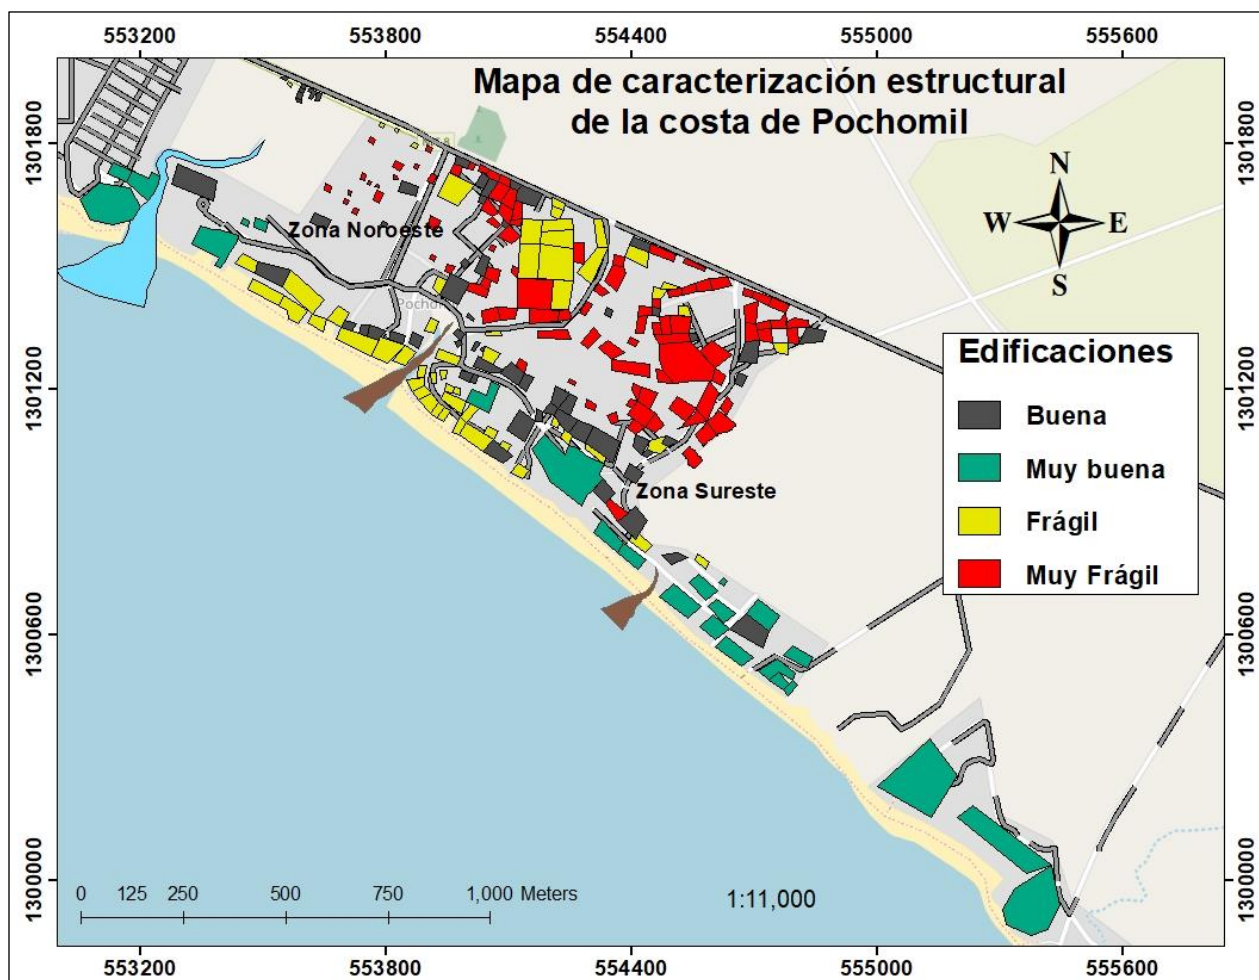 553200 553800 554400 555000 555600
Mapa de caracterización estructural
de la costa de Pochomil
1301800 1301800
N
W E
S
Zona Noroeste
Edificaciones
Buena
Muy buena
Frágil
Muy Frágil
1301200 1301200
Zona Sureste
1300600 1300600
1300000 1300000
0 125 250 500 750 1,000 Meters
1:11,000
553200 553800 554400 555000 555600